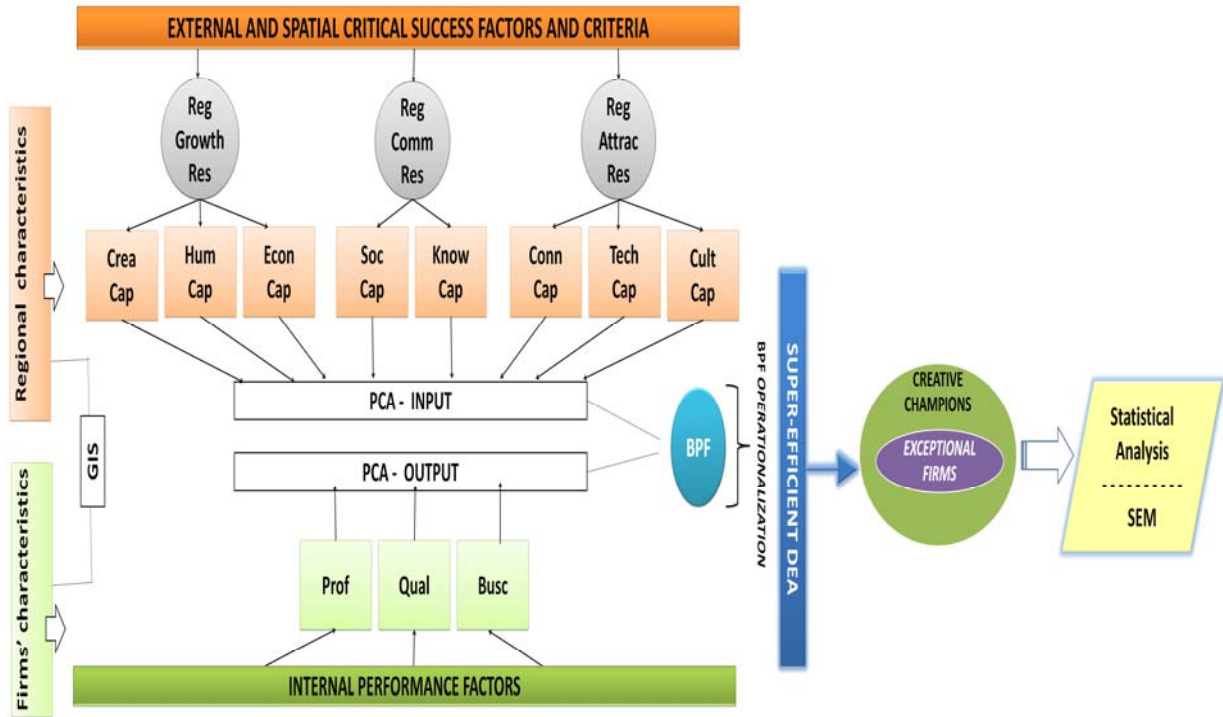 EXTERNAL AND SPATIAL CRITICAL SUCCESS FACTORS AND CRITERIA
Regional characteristics
Reg
Growth
Res
Reg
Comm
Res
Reg
Attrac
Res
Crea
Cap
Hum
Cap
Econ
Cap
Soc
Cap
Know
Cap
Conn
Cap
Tech
Cap
Cult
Cap
GIS
PCA - INPUT
PCA - OUTPUT
BPF
BPF OPERATIONALIZATION
SUPER-EFFICIENT DEA
CREATIVE
CHAMPIONS
EXCEPTIONAL
FIRMS
Statistical
Analysis
----------
SEM
Firms' characteristics
Prof
Qual
Busc
INTERNAL PERFORMANCE FACTORS